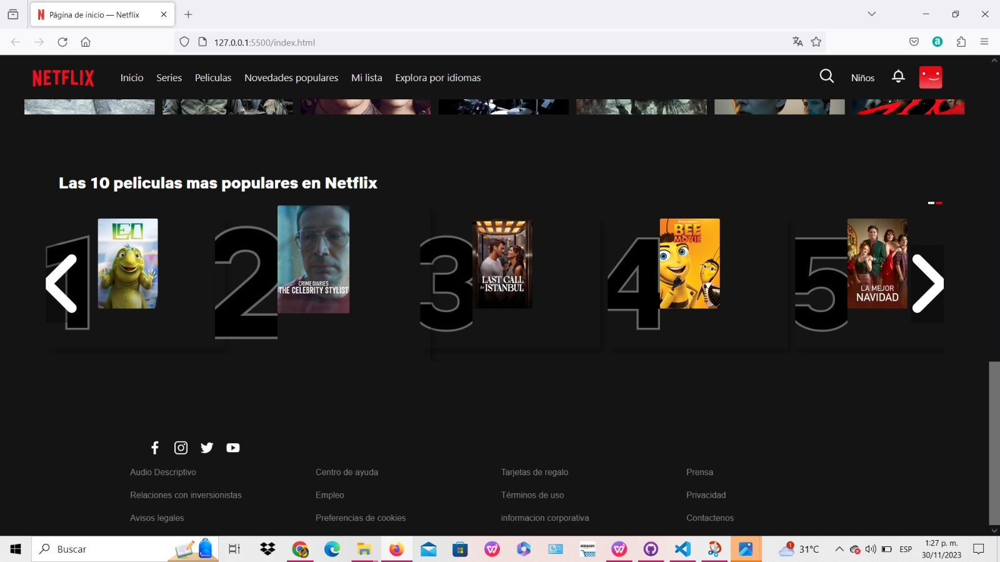 Página de inicio — Netflix
127.0.0.1:5500/index.html
a
NETFLIX
Inicio
Series
Peliculas
Novedades populares
Mi lista
Explora por idiomas
Niños
Las 10 peliculas mas populares en Netflix
1
LEO
2
CRIME DIARIES
THE CELEBRITY STYLIST
3
LAST CALL
for ISTANBUL
4
BEE
MOVIE
5
LA MEJOR
NAVIDAD
Audio Descriptivo
Centro de ayuda
Tarjetas de regalo
Prensa
Relaciones con inversionistas
Empleo
Términos de uso
Privacidad
Avisos legales
Preferencias de cookies
informacion corporativa
Contactenos
Buscar
amazon
1
31°C
ESP
1:27 p. m.
30/11/2023